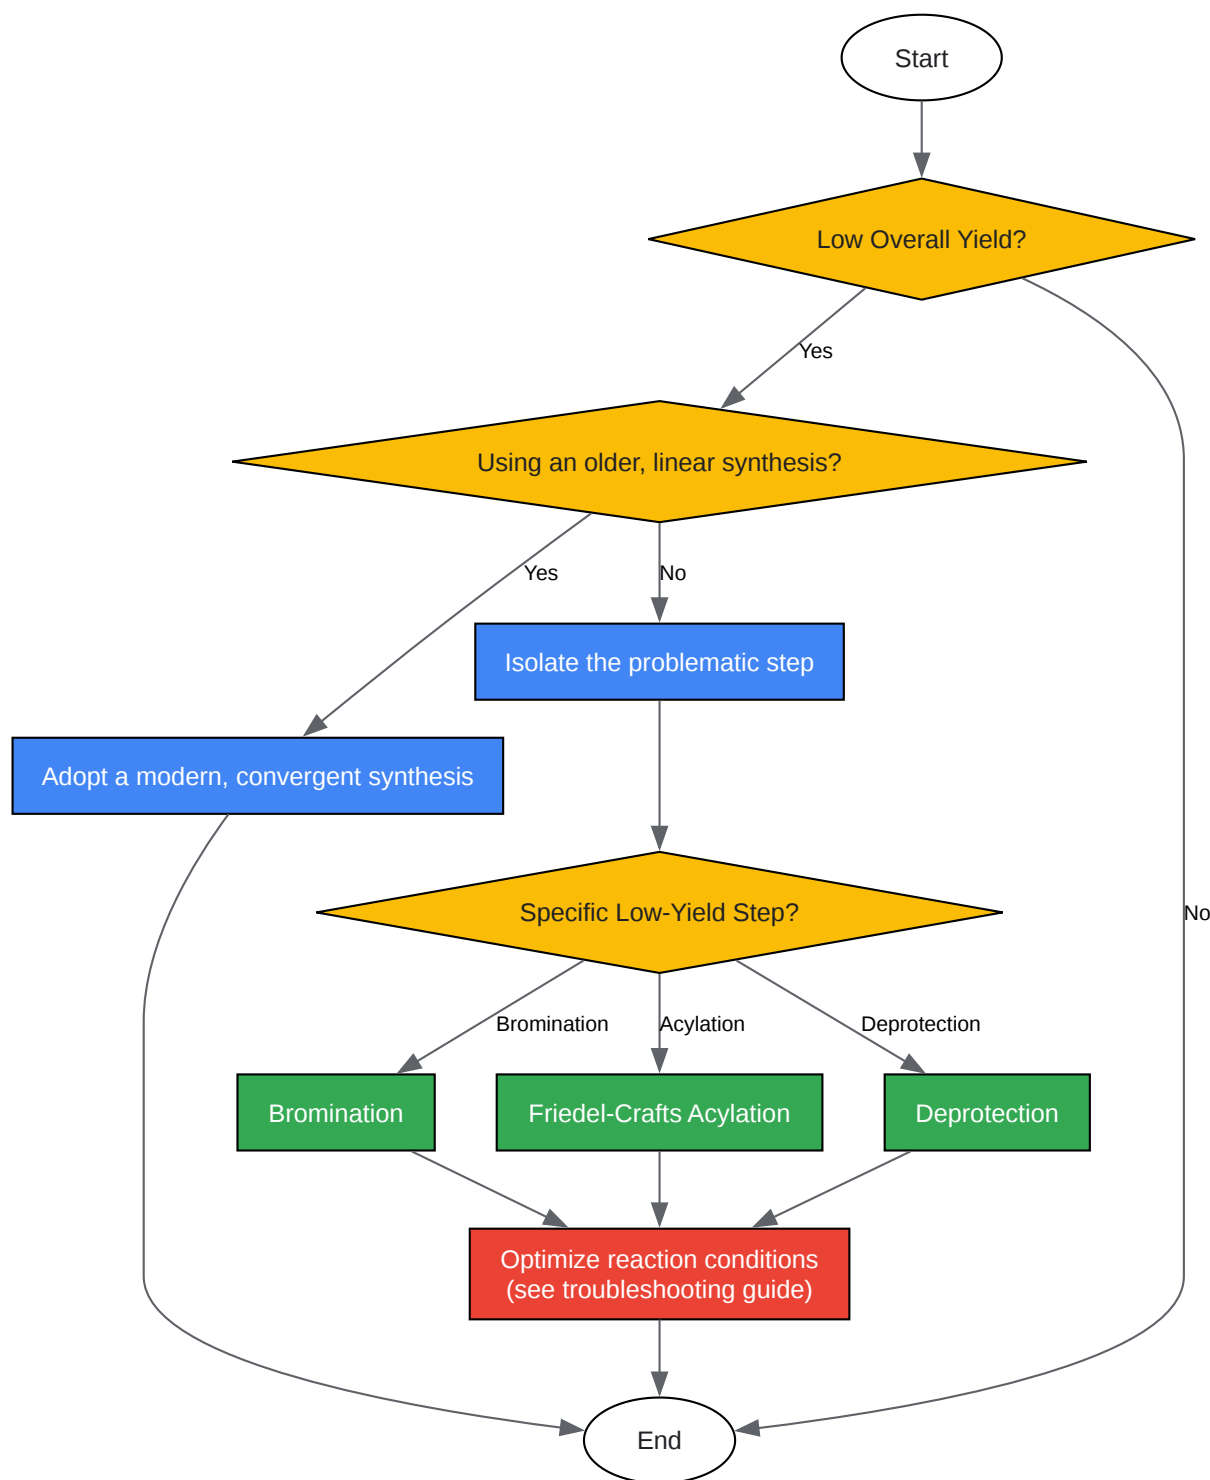 Start
Low Overall Yield?
Yes
Using an older, linear synthesis?
Yes
No
Isolate the problematic step
Adopt a modern, convergent synthesis
Specific Low-Yield Step?
No
Bromination
Acylation
Deprotection
Bromination
Friedel-Crafts Acylation
Deprotection
Optimize reaction conditions
(see troubleshooting guide)
End